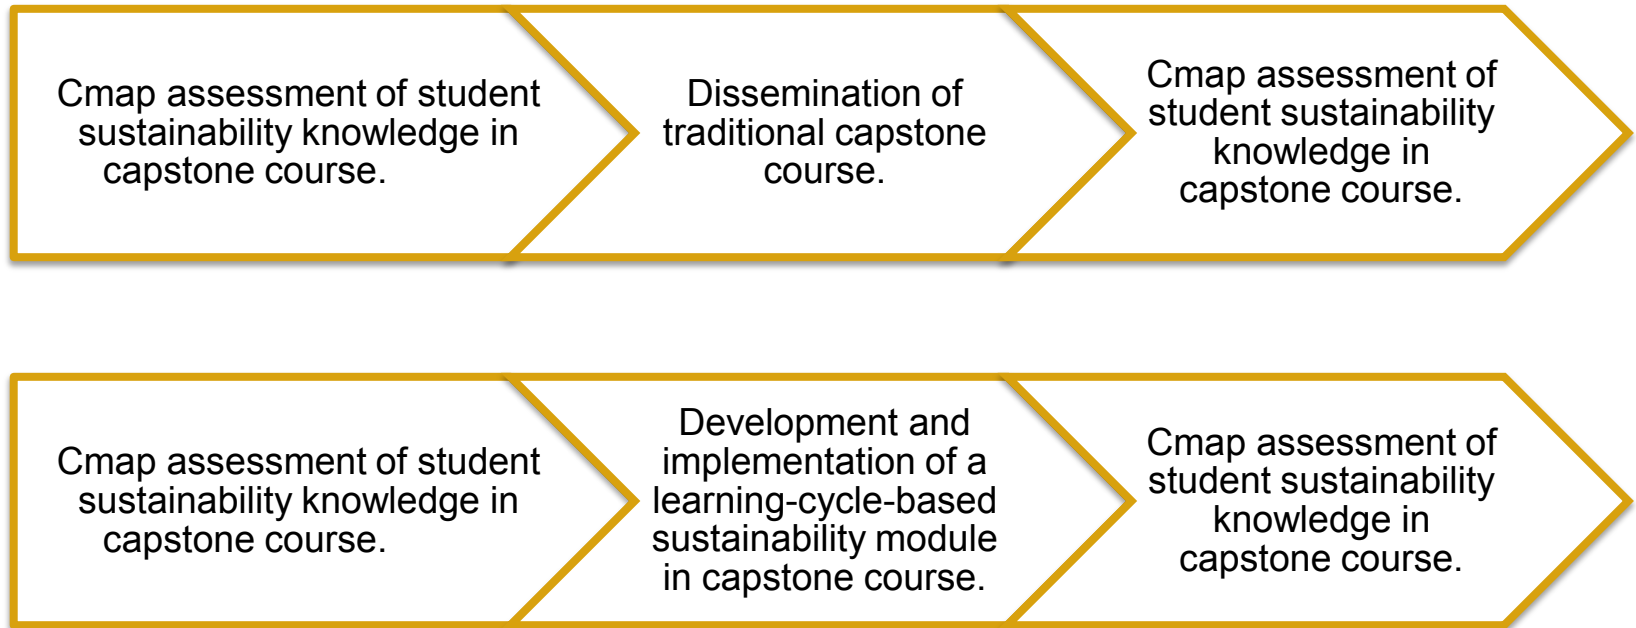 Cmap assessment of student
sustainability knowledge in
capstone course.
Dissemination of
traditional capstone
course.
Cmap assessment of
student sustainability
knowledge in
capstone course.
Cmap assessment of student
sustainability knowledge in
capstone course.
Development and
implementation of a
learning-cycle-based
sustainability module
in capstone course.
Cmap assessment of
student sustainability
knowledge in
capstone course.